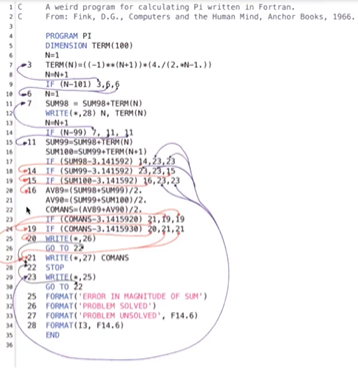 1 C A weird program for calculating Pi written in Fortran.
2 C From: Fink, D.G., Computers and the Human Mind, Anchor Books, 1966.
3
4 PROGRAM PI
5 DIMENSION TERM(100)
6 N=1
7 3 TERM(N)=((-1)**(N+1))*(4./(2.*N-1.))
8 N=N+1
9 IF (N-101) 3,6,6
10 6 N=1
11 7 SUM98 = SUM98+TERM(N)
12 WRITE(*,28) N, TERM(N)
13 N=N+1
14 IF (N-99) 7, 11, 11
15 11 SUM99=SUM98+TERM(N)
16 SUM100=SUM99+TERM(N+1)
17 IF (SUM98-3.141592) 14,23,23
18 14 IF (SUM99-3.141592) 23,23,15
19 15 IF (SUM100-3.141592) 16,23,23
20 16 AV89=(SUM98+SUM99)/2.
21 AV90=(SUM99+SUM100)/2.
22 COMANS=(AV89+AV90)/2.
23 IF (COMANS-3.1415920) 21,19,19
24 19 IF (COMANS-3.1415930) 20,21,21
25 20 WRITE(*,26)
26 GO TO 22
27 21 WRITE(*,27) COMANS
28 22 STOP
29 23 WRITE(*,25)
30 GO TO 22
31 25 FORMAT('ERROR IN MAGNITUDE OF SUM')
32 26 FORMAT('PROBLEM SOLVED')
33 27 FORMAT('PROBLEM UNSOLVED', F14.6)
34 28 FORMAT(I3, F14.6)
35 END
36